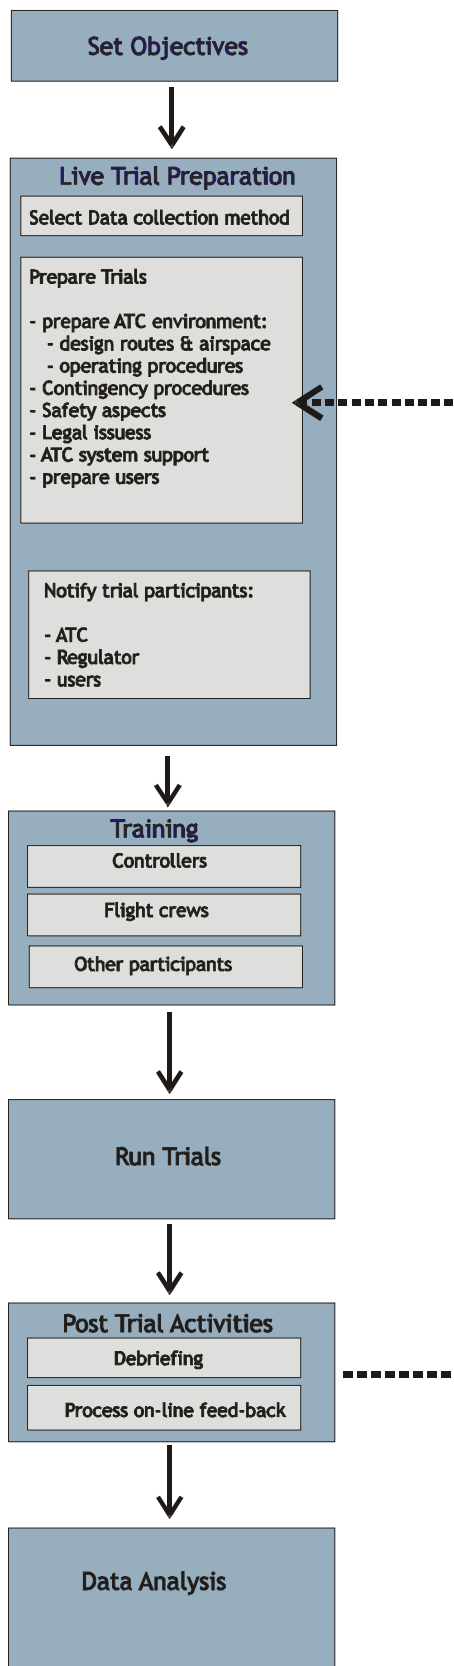 Set Objectives
Live Trial Preparation
Select Data collection method
Prepare Trials
- prepare ATC environment:
- design routes & airspace
- operating procedures
- Contingency procedures
- Safety aspects
- Legal issuess
- ATC system support
- prepare users
Notify trial participants:
- ATC
- Regulator
- users
Training
Controllers
Flight crews
Other participants
Run Trials
Post Trial Activities
Debriefing
Process on-line feed-back
Data Analysis